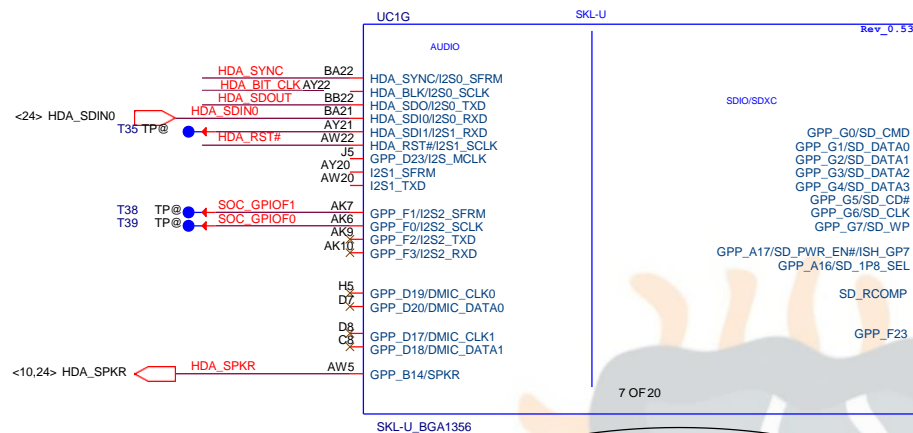 UC1G
SKL-U
Rev_0.53
AUDIO
SDIO/SDXC
HDA_SYNC BA22 HDA_SYNC/I2S0_SFRM
HDA_BIT_CLK AY22 HDA_BLK/I2S0_SCLK
HDA_SDOUT BB22 HDA_SDO/I2S0_TXD
<24> HDA_SDIN0 HDA_SDIN0 BA21 HDA_SDI0/I2S0_RXD
T35 TP@ AY21 HDA_SDI1/I2S1_RXD
HDA_RST# AW22 HDA_RST#/I2S1_SCLK
J5 GPP_D23/I2S_MCLK
AY20 I2S1_SFRM
AW20 I2S1_TXD
T38 TP@ SOC_GPIOF1 AK7 GPP_F1/I2S2_SFRM
T39 TP@ SOC_GPIOF0 AK6 GPP_F0/I2S2_SCLK
AK9 GPP_F2/I2S2_TXD
AK10 GPP_F3/I2S2_RXD
H5 GPP_D19/DMIC_CLK0
D7 GPP_D20/DMIC_DATA0
D8 GPP_D17/DMIC_CLK1
C8 GPP_D18/DMIC_DATA1
<10,24> HDA_SPKR HDA_SPKR AW5 GPP_B14/SPKR
GPP_G0/SD_CMD
GPP_G1/SD_DATA0
GPP_G2/SD_DATA1
GPP_G3/SD_DATA2
GPP_G4/SD_DATA3
GPP_G5/SD_CD#
GPP_G6/SD_CLK
GPP_G7/SD_WP
GPP_A17/SD_PWR_EN#/ISH_GP7
GPP_A16/SD_1P8_SEL
SD_RCOMP
GPP_F23
7 OF 20
SKL-U_BGA1356